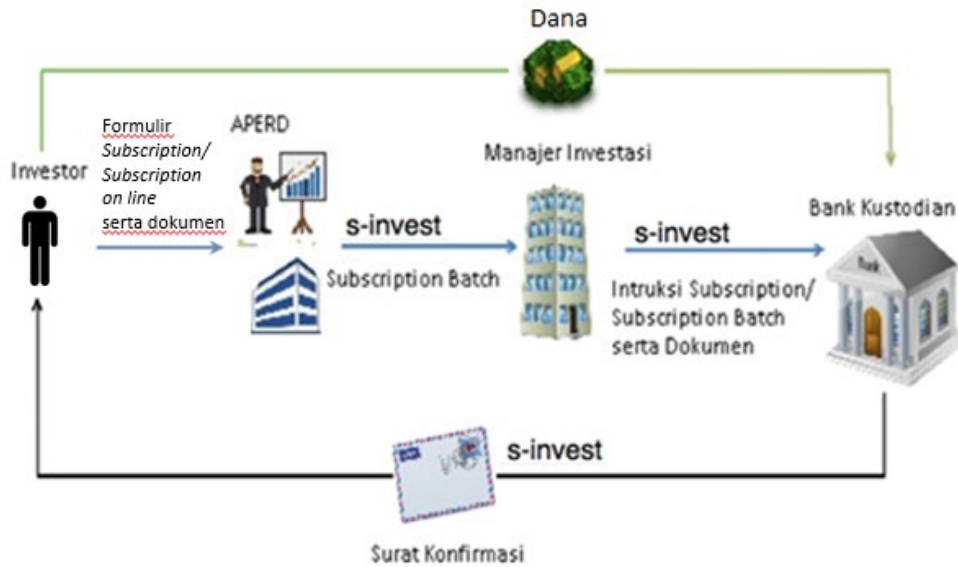 Dana
Formulir
Subscription/
Subscription
on line
serta dokumen
Investor
APERD
s-invest
Subscription Batch
Manajer Investasi
s-invest
Intruksi Subscription/
Subscription Batch
serta Dokumen
Bank Kustodian
Bank
s-invest
Surat Konfirmasi